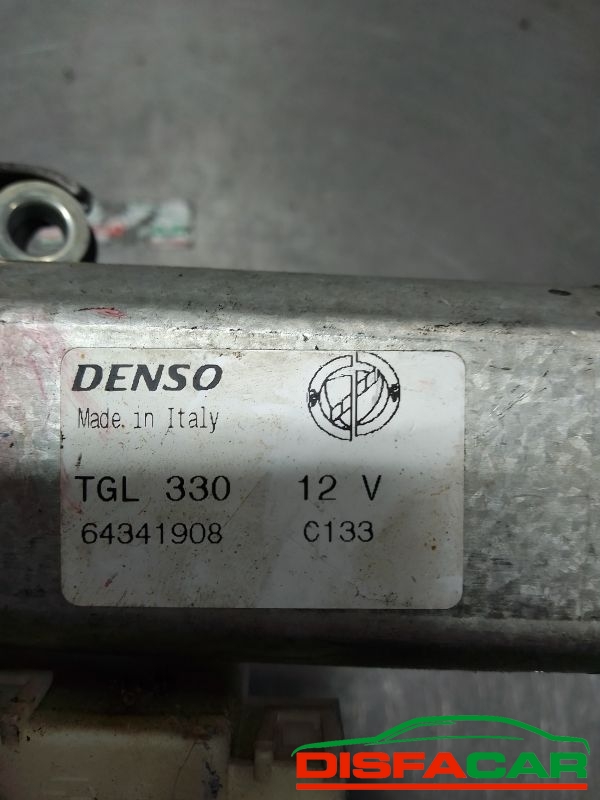 DENSO
Made in Italy
TGL 330 12 V
64341908 C133
DISFACAR